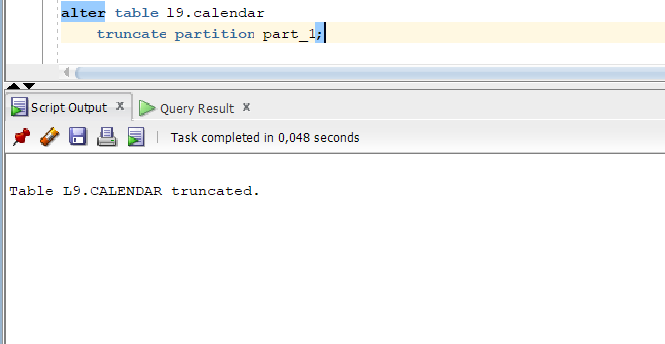 alter table l9.calendar
truncate partition part_1;
Script Output x Query Result x
Task completed in 0,048 seconds
Table L9.CALENDAR truncated.